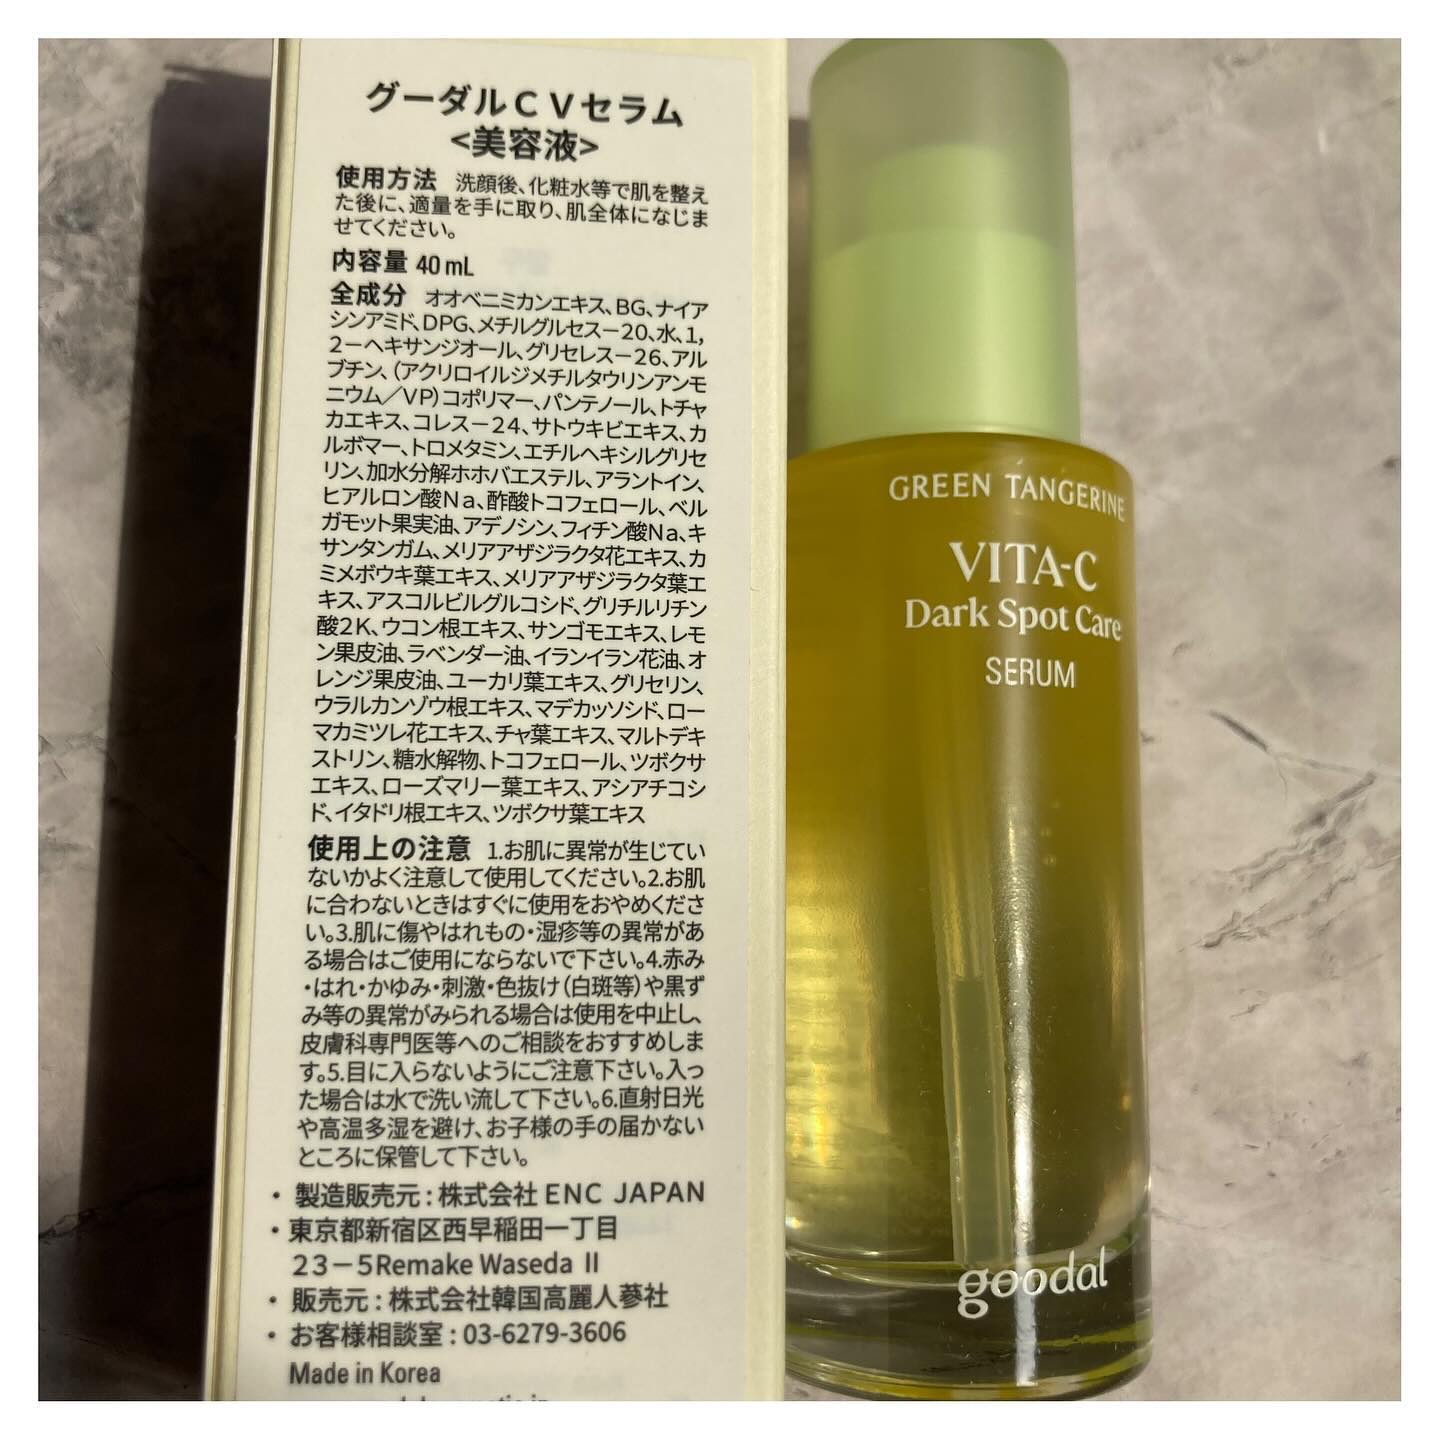 グーダルＣＶセラム
<美容液>
使用方法 洗顔後、化粧水等で肌を整え
た後に、適量を手に取り、肌全体になじま
せてください。
内容量 40 mL
全成分 オオベニミカンエキス、BG、ナイア
シンアミド、DPG、メチルグルセスー20、水、1,
2ーヘキサンジオール、グリセレスー26、アル
ブチン、(アクリロイルジメチルタウリンアンモ
ニウム／VP)コポリマー、パンテノール、トチャ
カエキス、コレスー24、サトウキビエキス、カ
ルボマー、トロメタミン、エチルヘキシルグリセ
リン、加水分解ホホバエステル、アラントイン、
ヒアルロン酸Ｎａ、酢酸トコフェロール、ベル
ガモット果実油、アデノシン、フィチン酸Ｎａ、キ
サンタンガム、メリアアザジラクタ花エキス、カ
ミメボウキ葉エキス、メリアアザジラクタ葉エ
キス、アスコルビルグルコシド、グリチルリチン
酸2K、ウコン根エキス、サンゴモエキス、レモ
ン果皮油、ラベンダー油、イランイラン花油、オ
レンジ果皮油、ユーカリ葉エキス、グリセリン、
ウラルカンゾウ根エキス、マデカッソシド、ロー
マカミツレ花エキス、チャ葉エキス、マルトデキ
ストリン、糖水解物、トコフェロール、ツボクサ
エキス、ローズマリー葉エキス、アシアチコシ
ド、イタドリ根エキス、ツボクサ葉エキス
使用上の注意 1.お肌に異常が生じてい
ないかよく注意して使用してください。2.お肌
に合わないときはすぐに使用をおやめくださ
い。3.肌に傷やはれもの・湿疹等の異常があ
る場合はご使用にならないで下さい。4.赤み
・はれ・かゆみ・刺激・色抜け(白斑等)や黒ず
み等の異常がみられる場合は使用を中止し、
皮膚科専門医等へのご相談をおすすめしま
す。5.目に入らないようにご注意下さい。入っ
た場合は水で洗い流して下さい。6.直射日光
や高温多湿を避け、お子様の手の届かない
ところに保管して下さい。
・製造販売元 : 株式会社 ENC JAPAN
・東京都新宿区西早稲田一丁目
23ー5Remake Waseda Ⅱ
・販売元 : 株式会社韓国高麗人蔘社
・お客様相談室 : 03-6279-3606
Made in Korea
GREEN TANGERINE
VITA-C
Dark Spot Care
SERUM
goodal